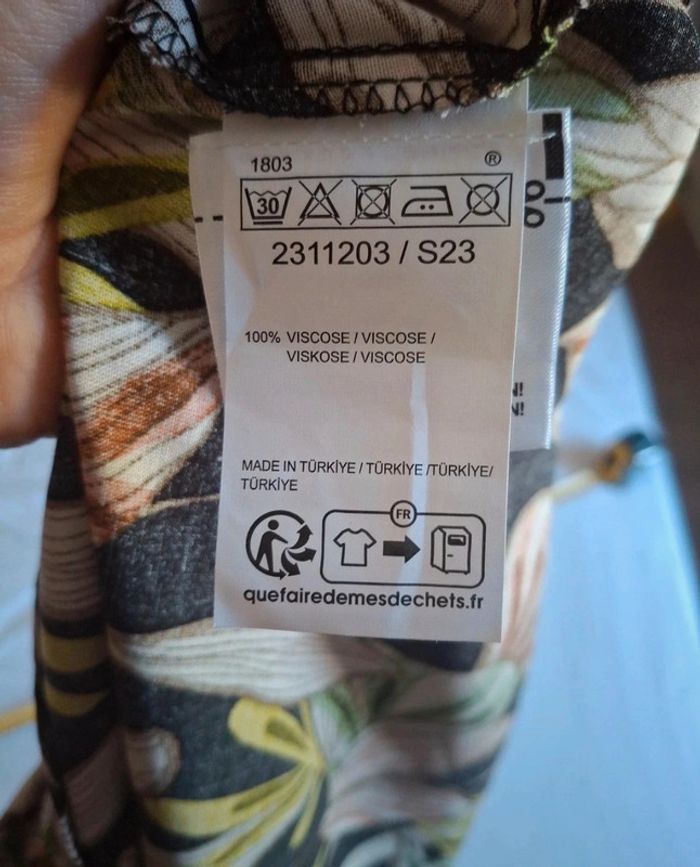 1803 ®
30
2311203 / S23
100% VISCOSE / VISCOSE /
VISKOSE / VISCOSE
MADE IN TÜRKİYE / TÜRKİYE /TÜRKİYE/
TÜRKİYE
FR
quefairedemesdechets.fr